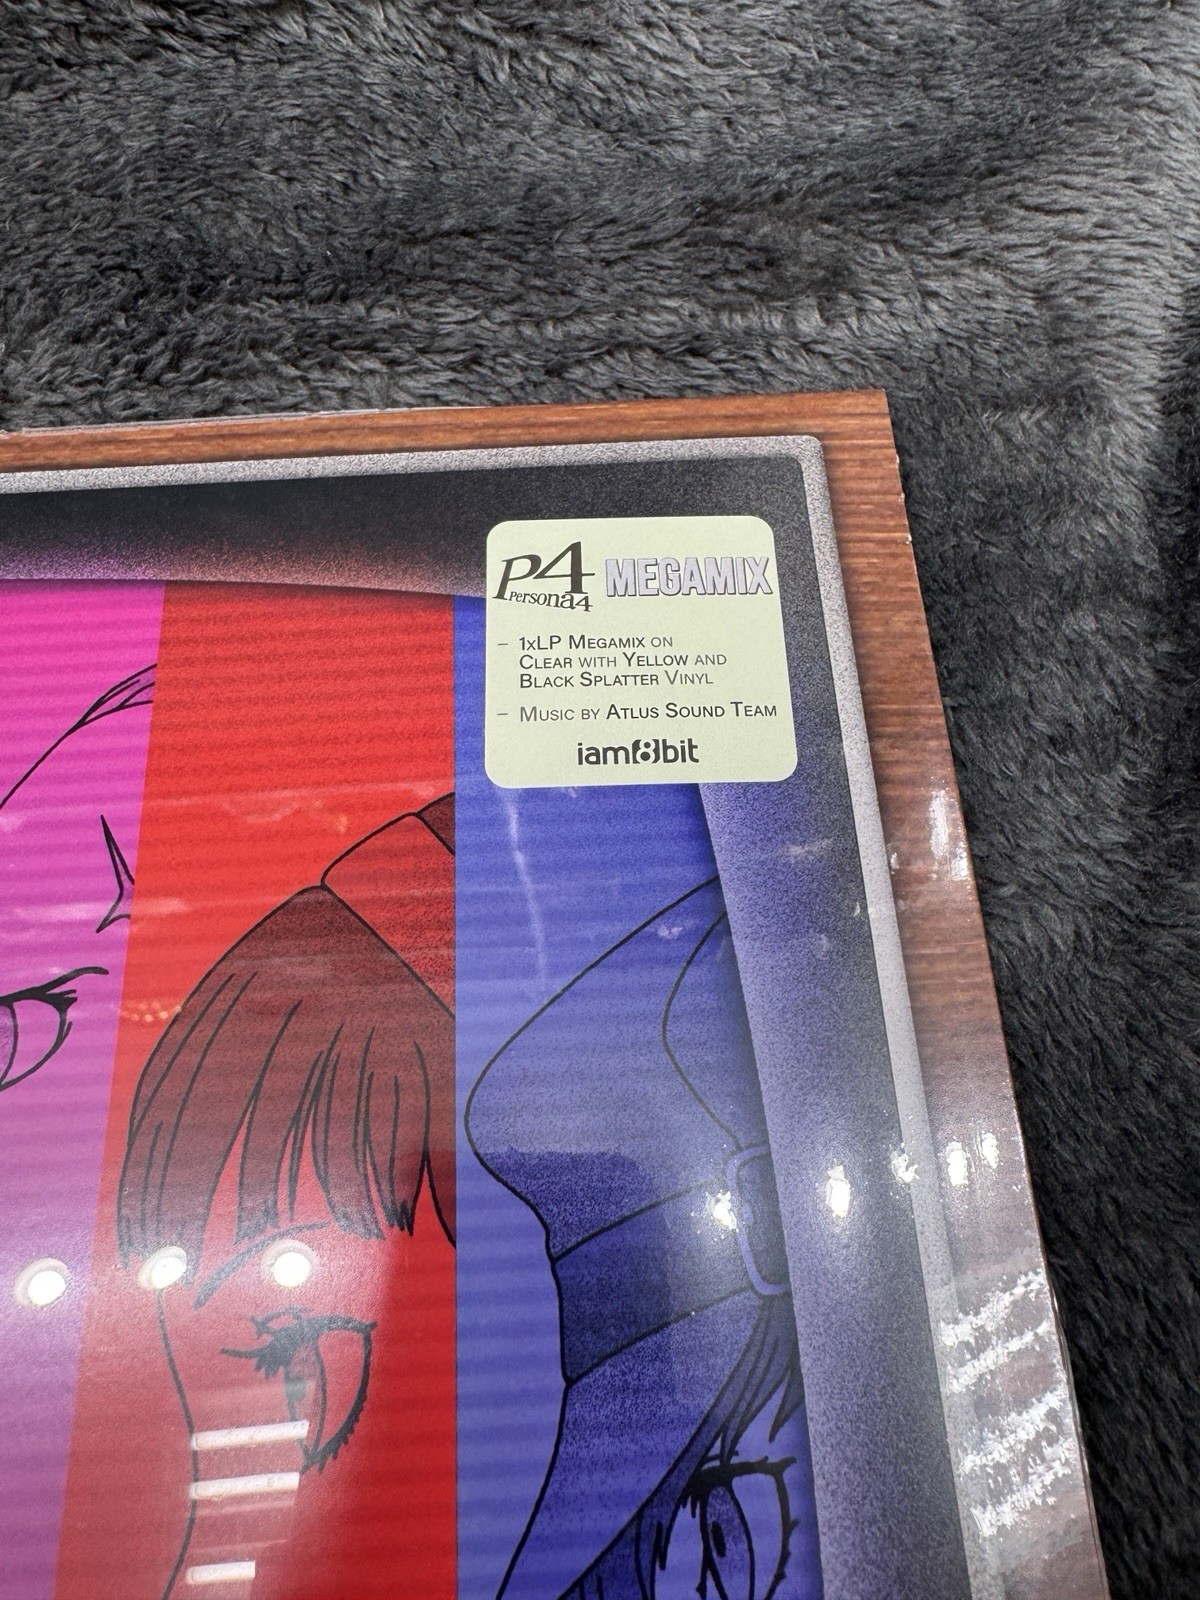 P4 MEGAMIX
Persona4
– 1xLP Megamix on
Clear with Yellow and
Black Splatter Vinyl
– Music by Atlus Sound Team
iam8bit